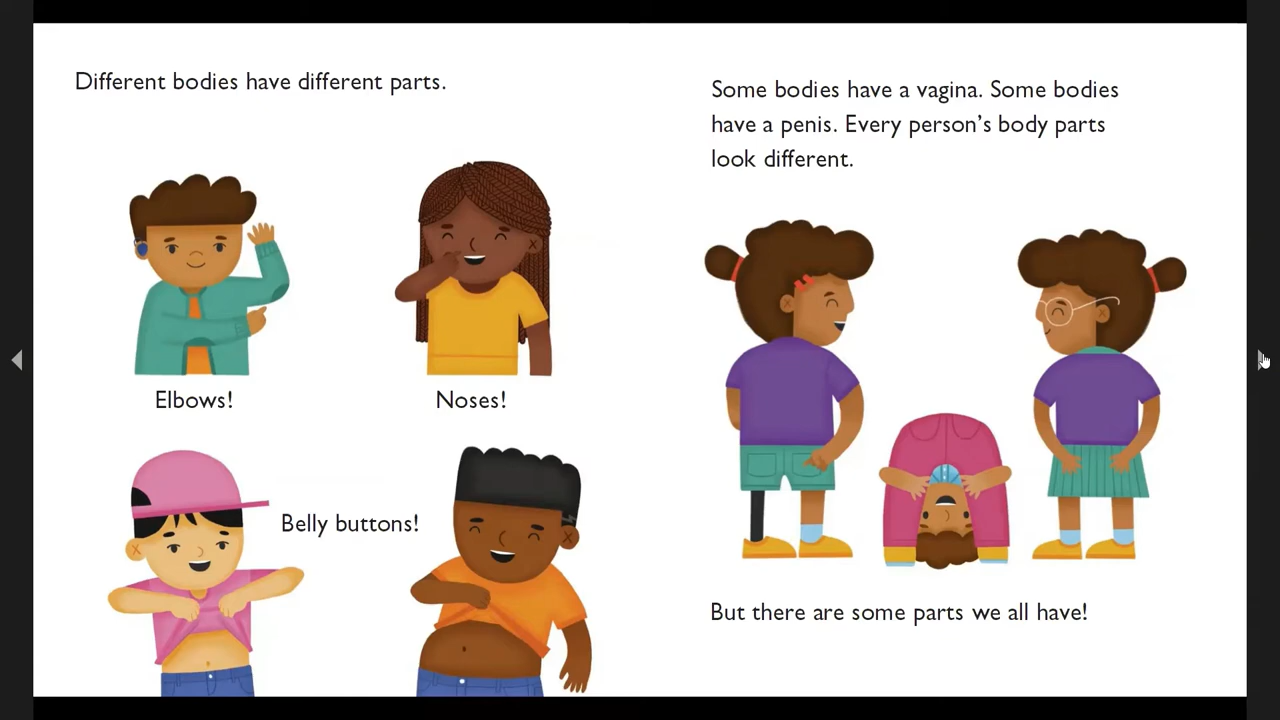 Different bodies have different parts.
Elbows!
Noses!
Belly buttons!
Some bodies have a vagina. Some bodies
have a penis. Every person's body parts
look different.
But there are some parts we all have!